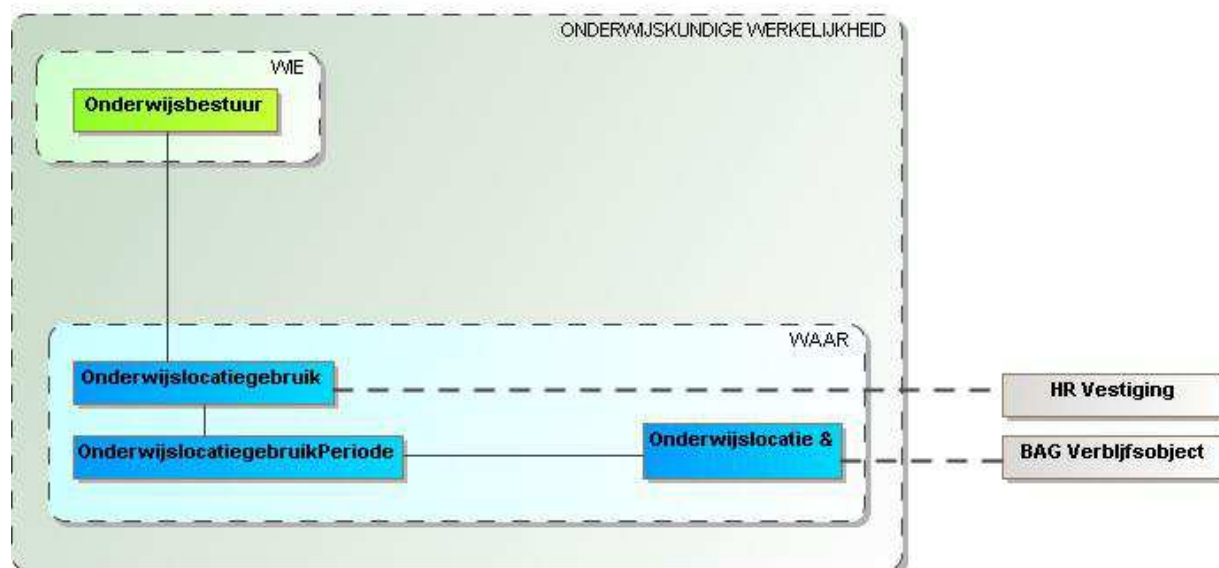 ONDERWIJSKUNDIGE WERKELIJKHEID
WIE
Onderwijsbestuur
WAAR
Onderwijslocatiegebruik
HR Vestiging
OnderwijslocatiegebruikPeriode
Onderwijslocatie &
BAG Verblijfsobject